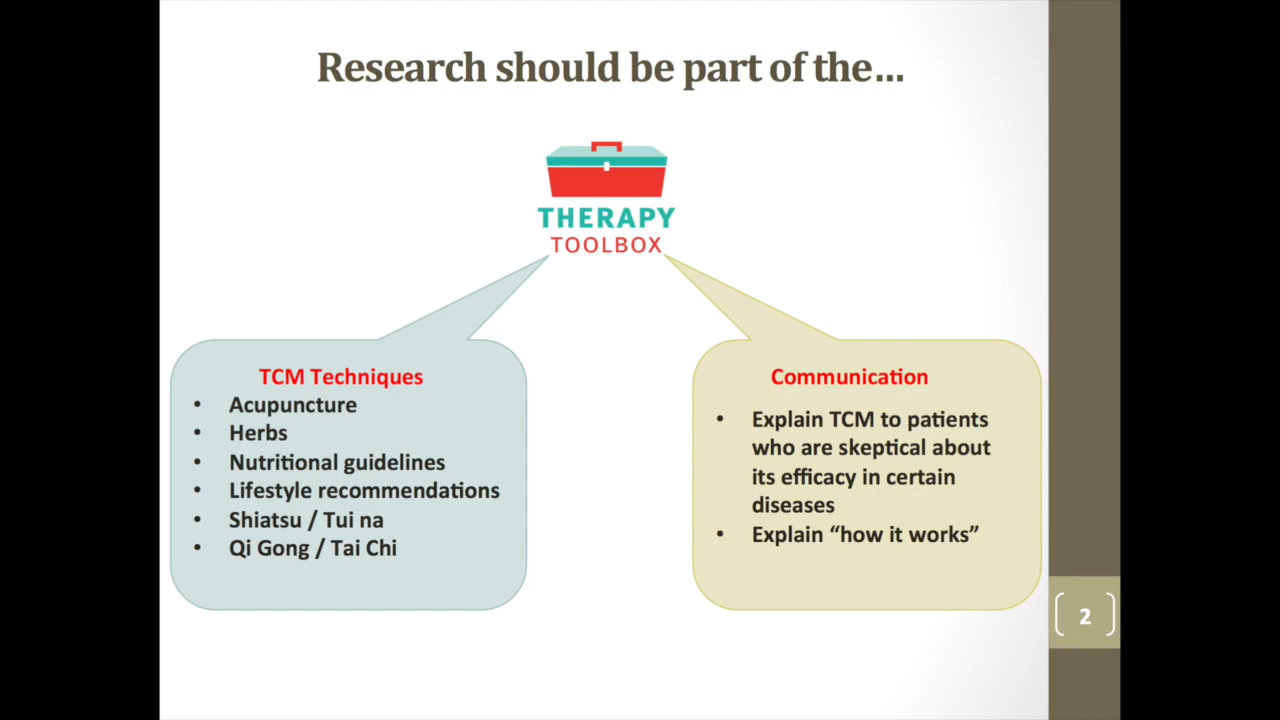 Research should be part of the…
THERAPY
TOOLBOX
TCM Techniques
• Acupuncture
• Herbs
• Nutritional guidelines
• Lifestyle recommendations
• Shiatsu / Tui na
• Qi Gong / Tai Chi
Communication
• Explain TCM to patients
who are skeptical about
its efficacy in certain
diseases
• Explain “how it works”
2